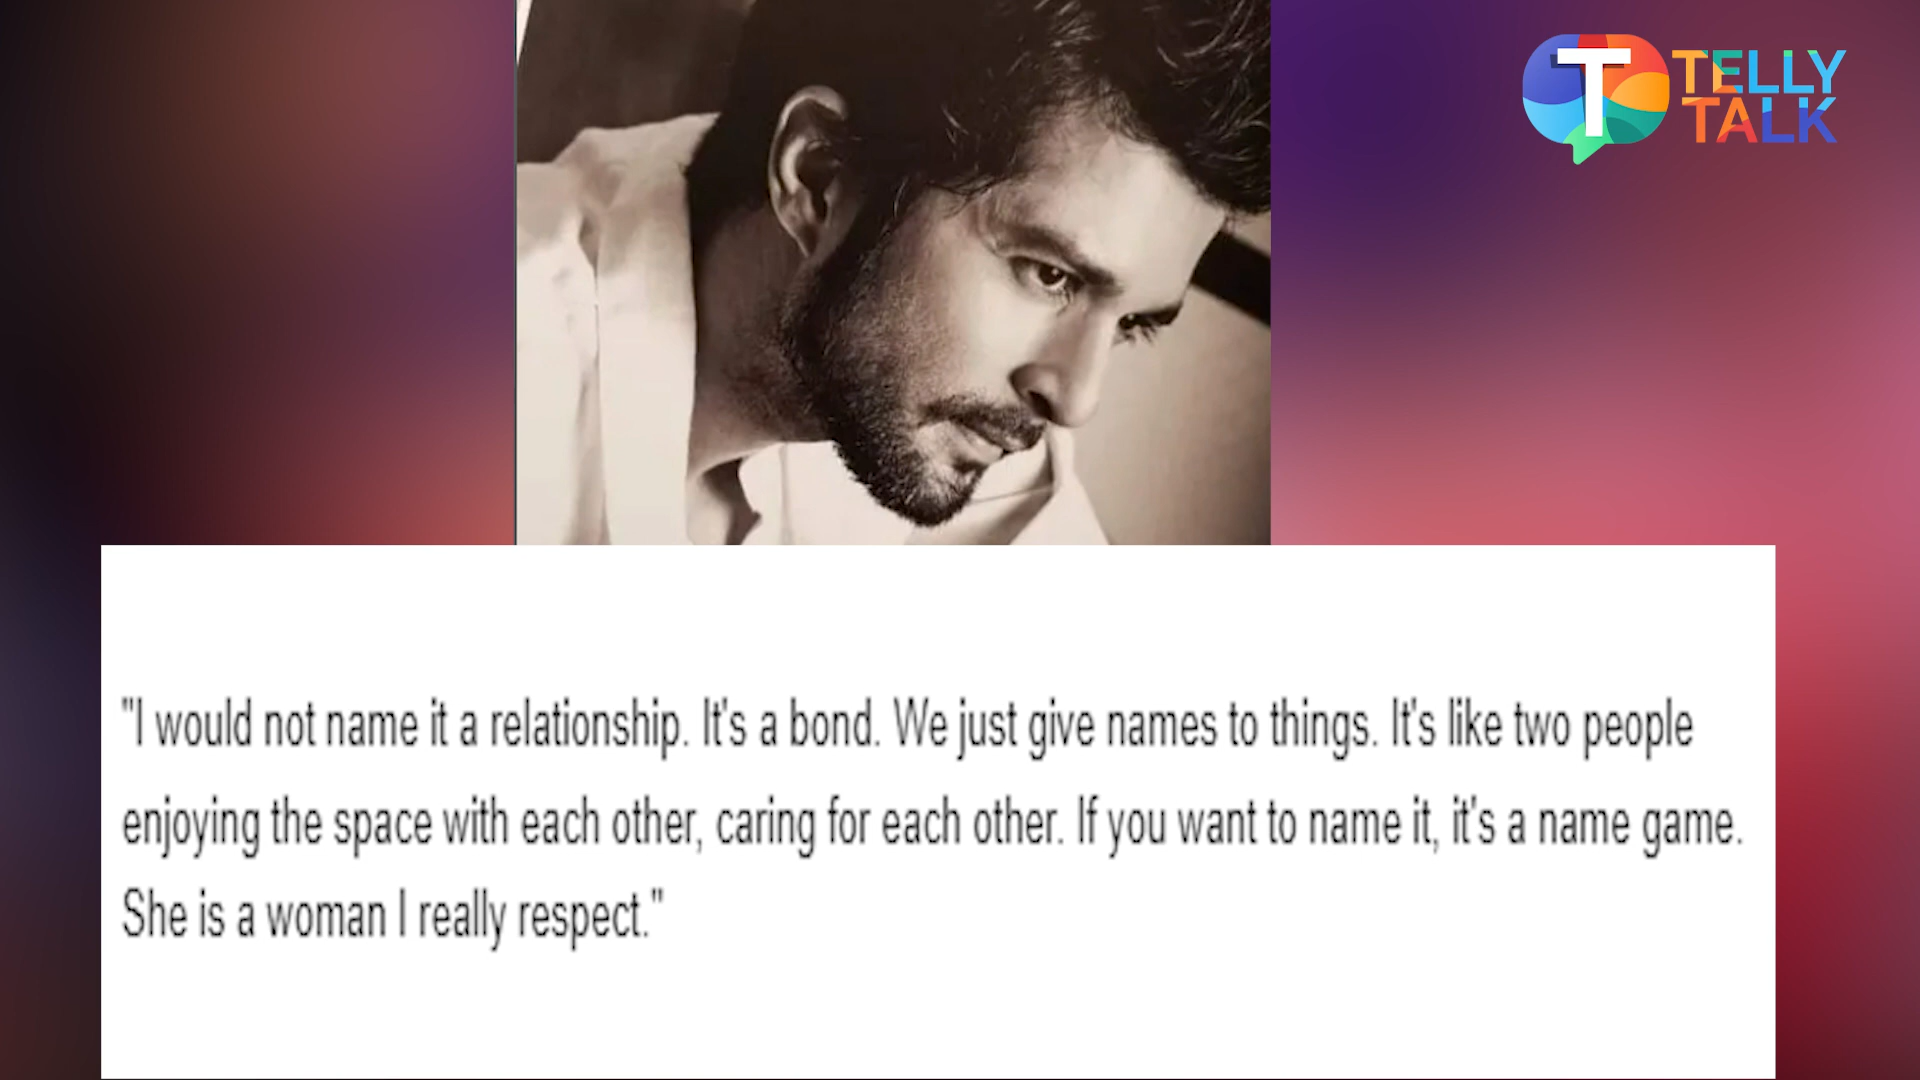 TELLY
TALK
"I would not name it a relationship. It's a bond. We just give names to things. It's like two people
enjoying the space with each other, caring for each other. If you want to name it, it's a name game.
She is a woman I really respect."